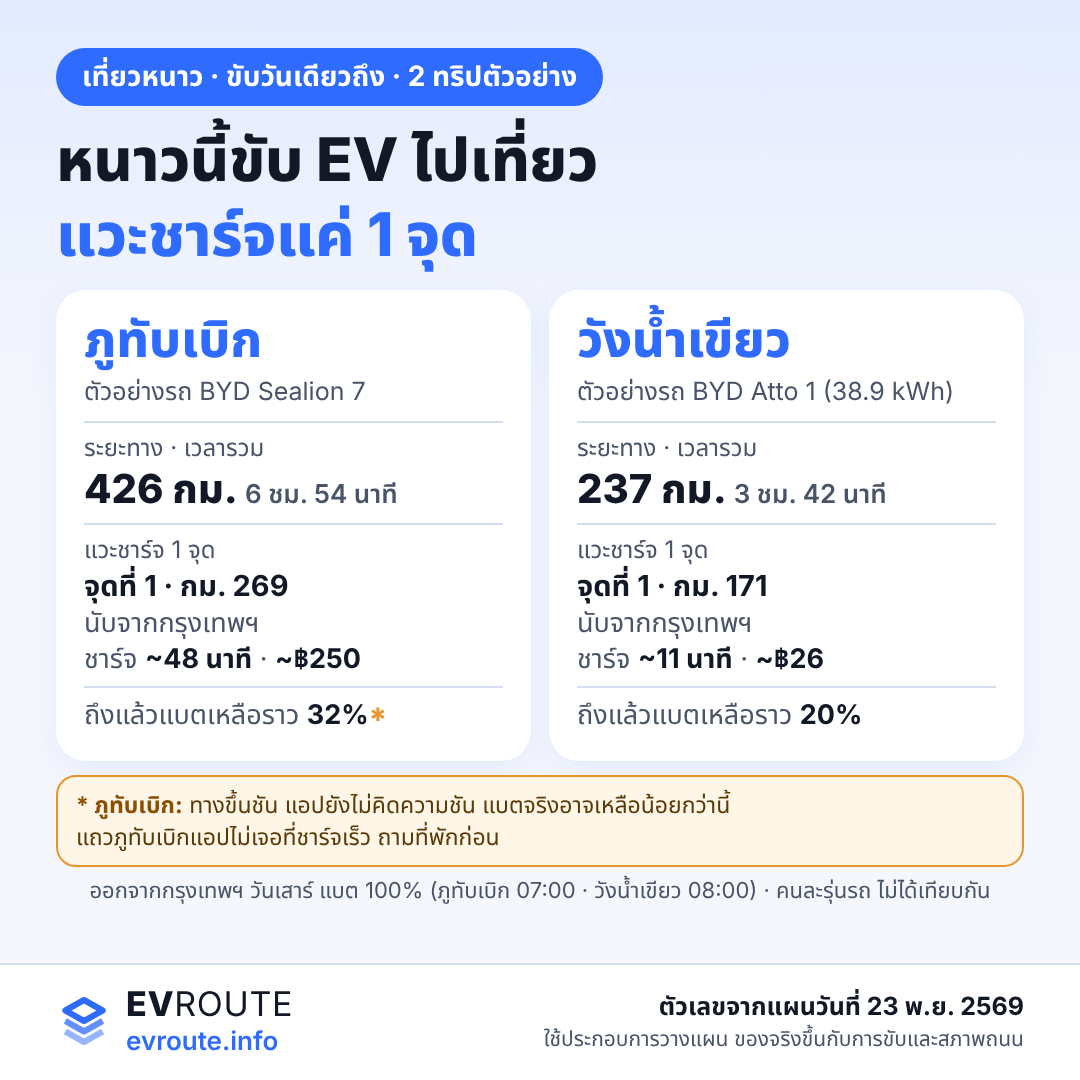 เที่ยวหนาว · ขับวันเดียวถึง · 2 ทริปตัวอย่าง
หนาวนี้ขับ EV ไปเที่ยว
แวะชาร์จแค่ 1 จุด
ภูทับเบิก
ตัวอย่างรถ BYD Sealion 7
ระยะทาง · เวลารวม
426 กม. 6 ชม. 54 นาที
แวะชาร์จ 1 จุด
จุดที่ 1 · กม. 269
นับจากกรุงเทพฯ
ชาร์จ ~48 นาที · ~฿250
ถึงแล้วแบตเหลือราว 32%*
วังน้ำเขียว
ตัวอย่างรถ BYD Atto 1 (38.9 kWh)
ระยะทาง · เวลารวม
237 กม. 3 ชม. 42 นาที
แวะชาร์จ 1 จุด
จุดที่ 1 · กม. 171
นับจากกรุงเทพฯ
ชาร์จ ~11 นาที · ~฿26
ถึงแล้วแบตเหลือราว 20%
* ภูทับเบิก: ทางขึ้นชัน แอปยังไม่คิดความชัน แบตจริงอาจเหลือน้อยกว่านี้
แถวภูทับเบิกแอปไม่เจอที่ชาร์จเร็ว ถามที่พักก่อน
ออกจากกรุงเทพฯ วันเสาร์ แบต 100% (ภูทับเบิก 07:00 · วังน้ำเขียว 08:00) · คนละรุ่นรถ ไม่ได้เทียบกัน
EVROUTE
evroute.info
ตัวเลขจากแผนวันที่ 23 พ.ย. 2569
ใช้ประกอบการวางแผน ของจริงขึ้นกับการขับและสภาพถนน